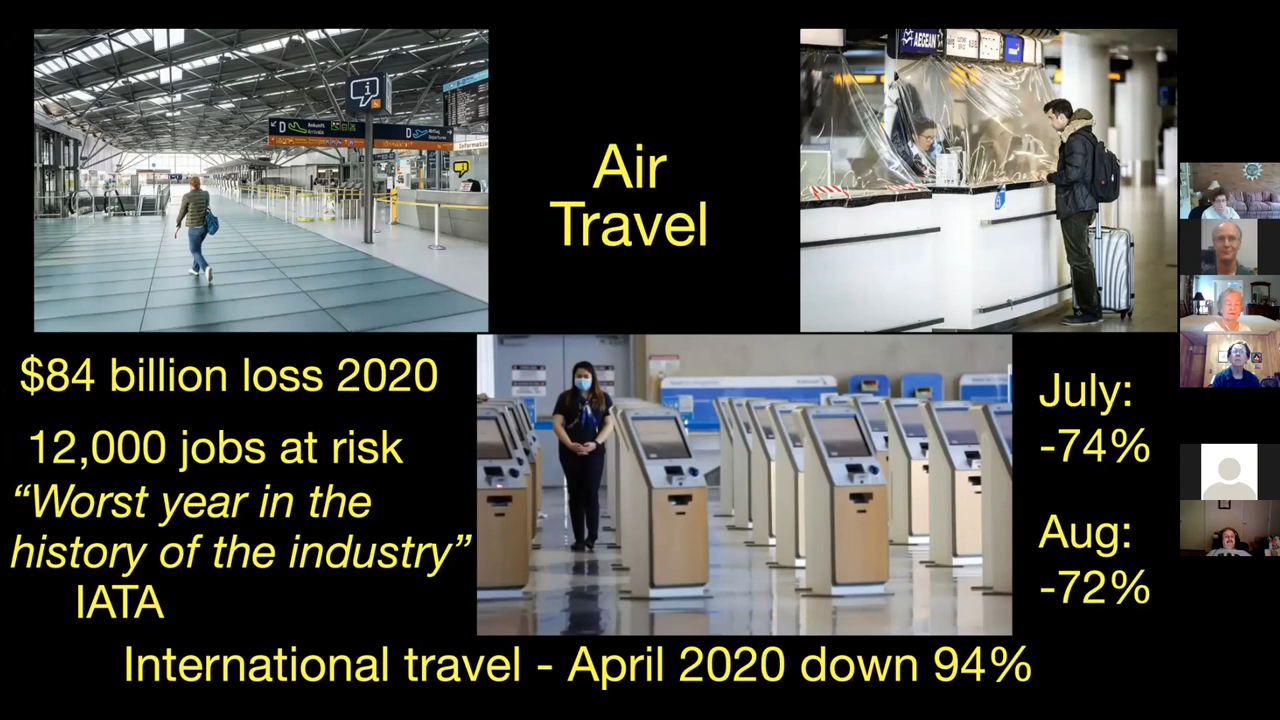 AEGEAN
i
D
D
Air
Travel
$84 billion loss 2020
12,000 jobs at risk
“Worst year in the
history of the industry”
IATA
July:
-74%
Aug:
-72%
International travel - April 2020 down 94%